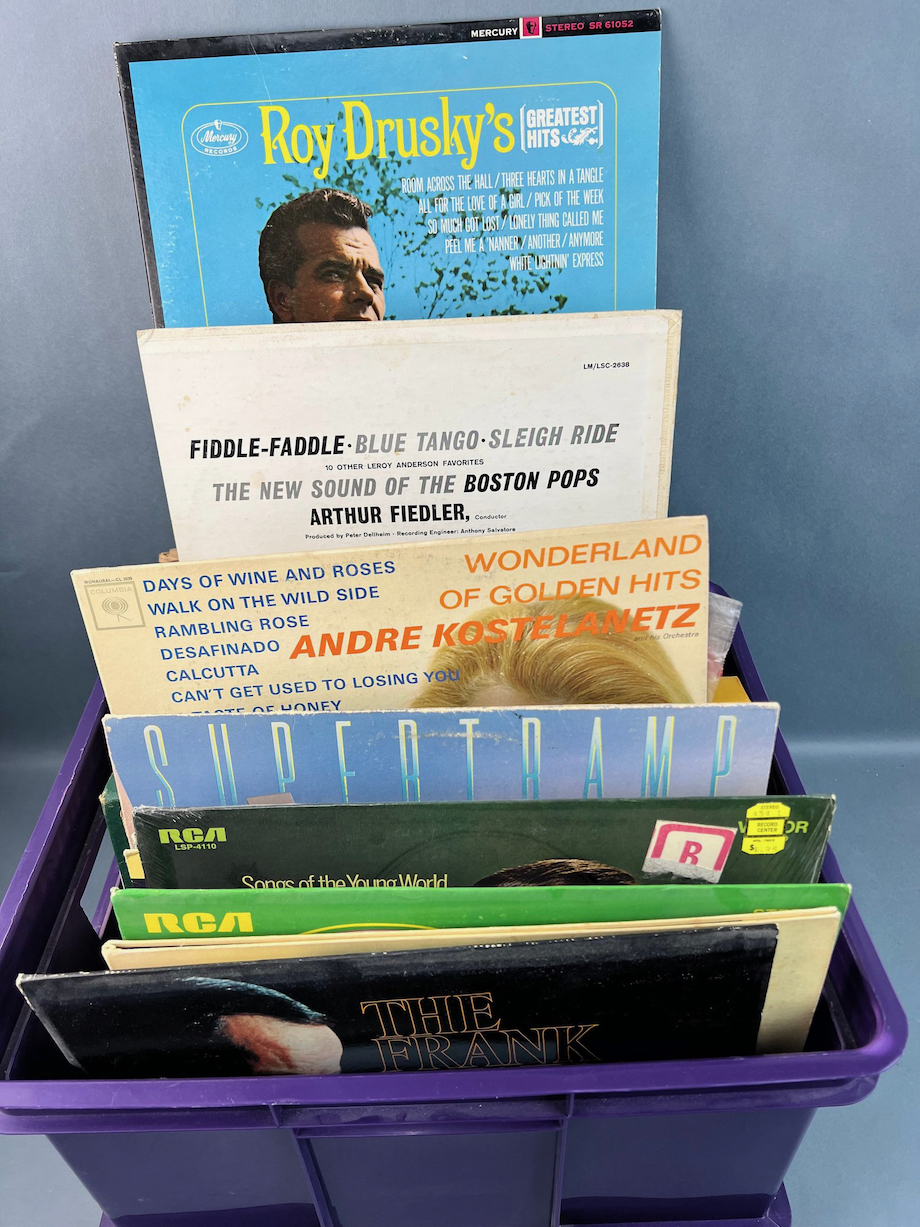 MERCURY STEREO SR 61052
Mercury
RECORDS
Roy Drusky's
GREATEST
HITS
ROOM ACROSS THE HALL / THREE HEARTS IN A TANGLE
ALL FOR THE LOVE OF A GIRL / PICK OF THE WEEK
SO MUCH GOT LOST / LONELY THING CALLED ME
PEEL ME A 'NANNER / ANOTHER / ANYMORE
'WHITE LIGHTNIN' EXPRESS
LM/LSC-2638
FIDDLE-FADDLE · BLUE TANGO · SLEIGH RIDE
10 OTHER LEROY ANDERSON FAVORITES
THE NEW SOUND OF THE BOSTON POPS
ARTHUR FIEDLER, Conductor
Produced by Peter Dellheim · Recording Engineer: Anthony Salvatore
COLUMBIA
DAYS OF WINE AND ROSES
WALK ON THE WILD SIDE
RAMBLING ROSE
DESAFINADO
CALCUTTA
CAN'T GET USED TO LOSING YOU
TASTE OF HONEY
WONDERLAND
OF GOLDEN HITS
ANDRE KOSTELANETZ
and his Orchestra
SUPERTRAMP
RCA
LSP-4110
Songs of the Young World
R
STEREO
RECORD
CENTER
RCA
THE
FRANK